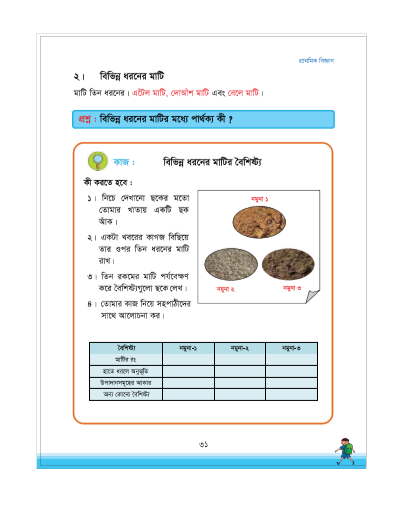 প্রাথমিক বিজ্ঞান
২। বিভিন্ন ধরনের মাটি
মাটি তিন ধরনের। এঁটেল মাটি, দোআঁশ মাটি এবং বেলে মাটি।
প্রশ্ন : বিভিন্ন ধরনের মাটির মধ্যে পার্থক্য কী ?
কাজ : বিভিন্ন ধরনের মাটির বৈশিষ্ট্য
কী করতে হবে :
১। নিচে দেখানো ছকের মতো
তোমার খাতায় একটি ছক
আঁক।
২। একটা খবরের কাগজ বিছিয়ে
তার ওপর তিন ধরনের মাটি
রাখ।
৩। তিন রকমের মাটি পর্যবেক্ষণ
করে বৈশিষ্ট্যগুলো ছকে লেখ।
৪। তোমার কাজ নিয়ে সহপাঠীদের
সাথে আলোচনা কর।
নমুনা ১
নমুনা ২ নমুনা ৩
বৈশিষ্ট্য নমুনা-১ নমুনা-২ নমুনা-৩
মাটির রং
হাতে ধরলে অনুভূতি
উপাদানসমূহের আকার
অন্য কোনো বৈশিষ্ট্য
৩১